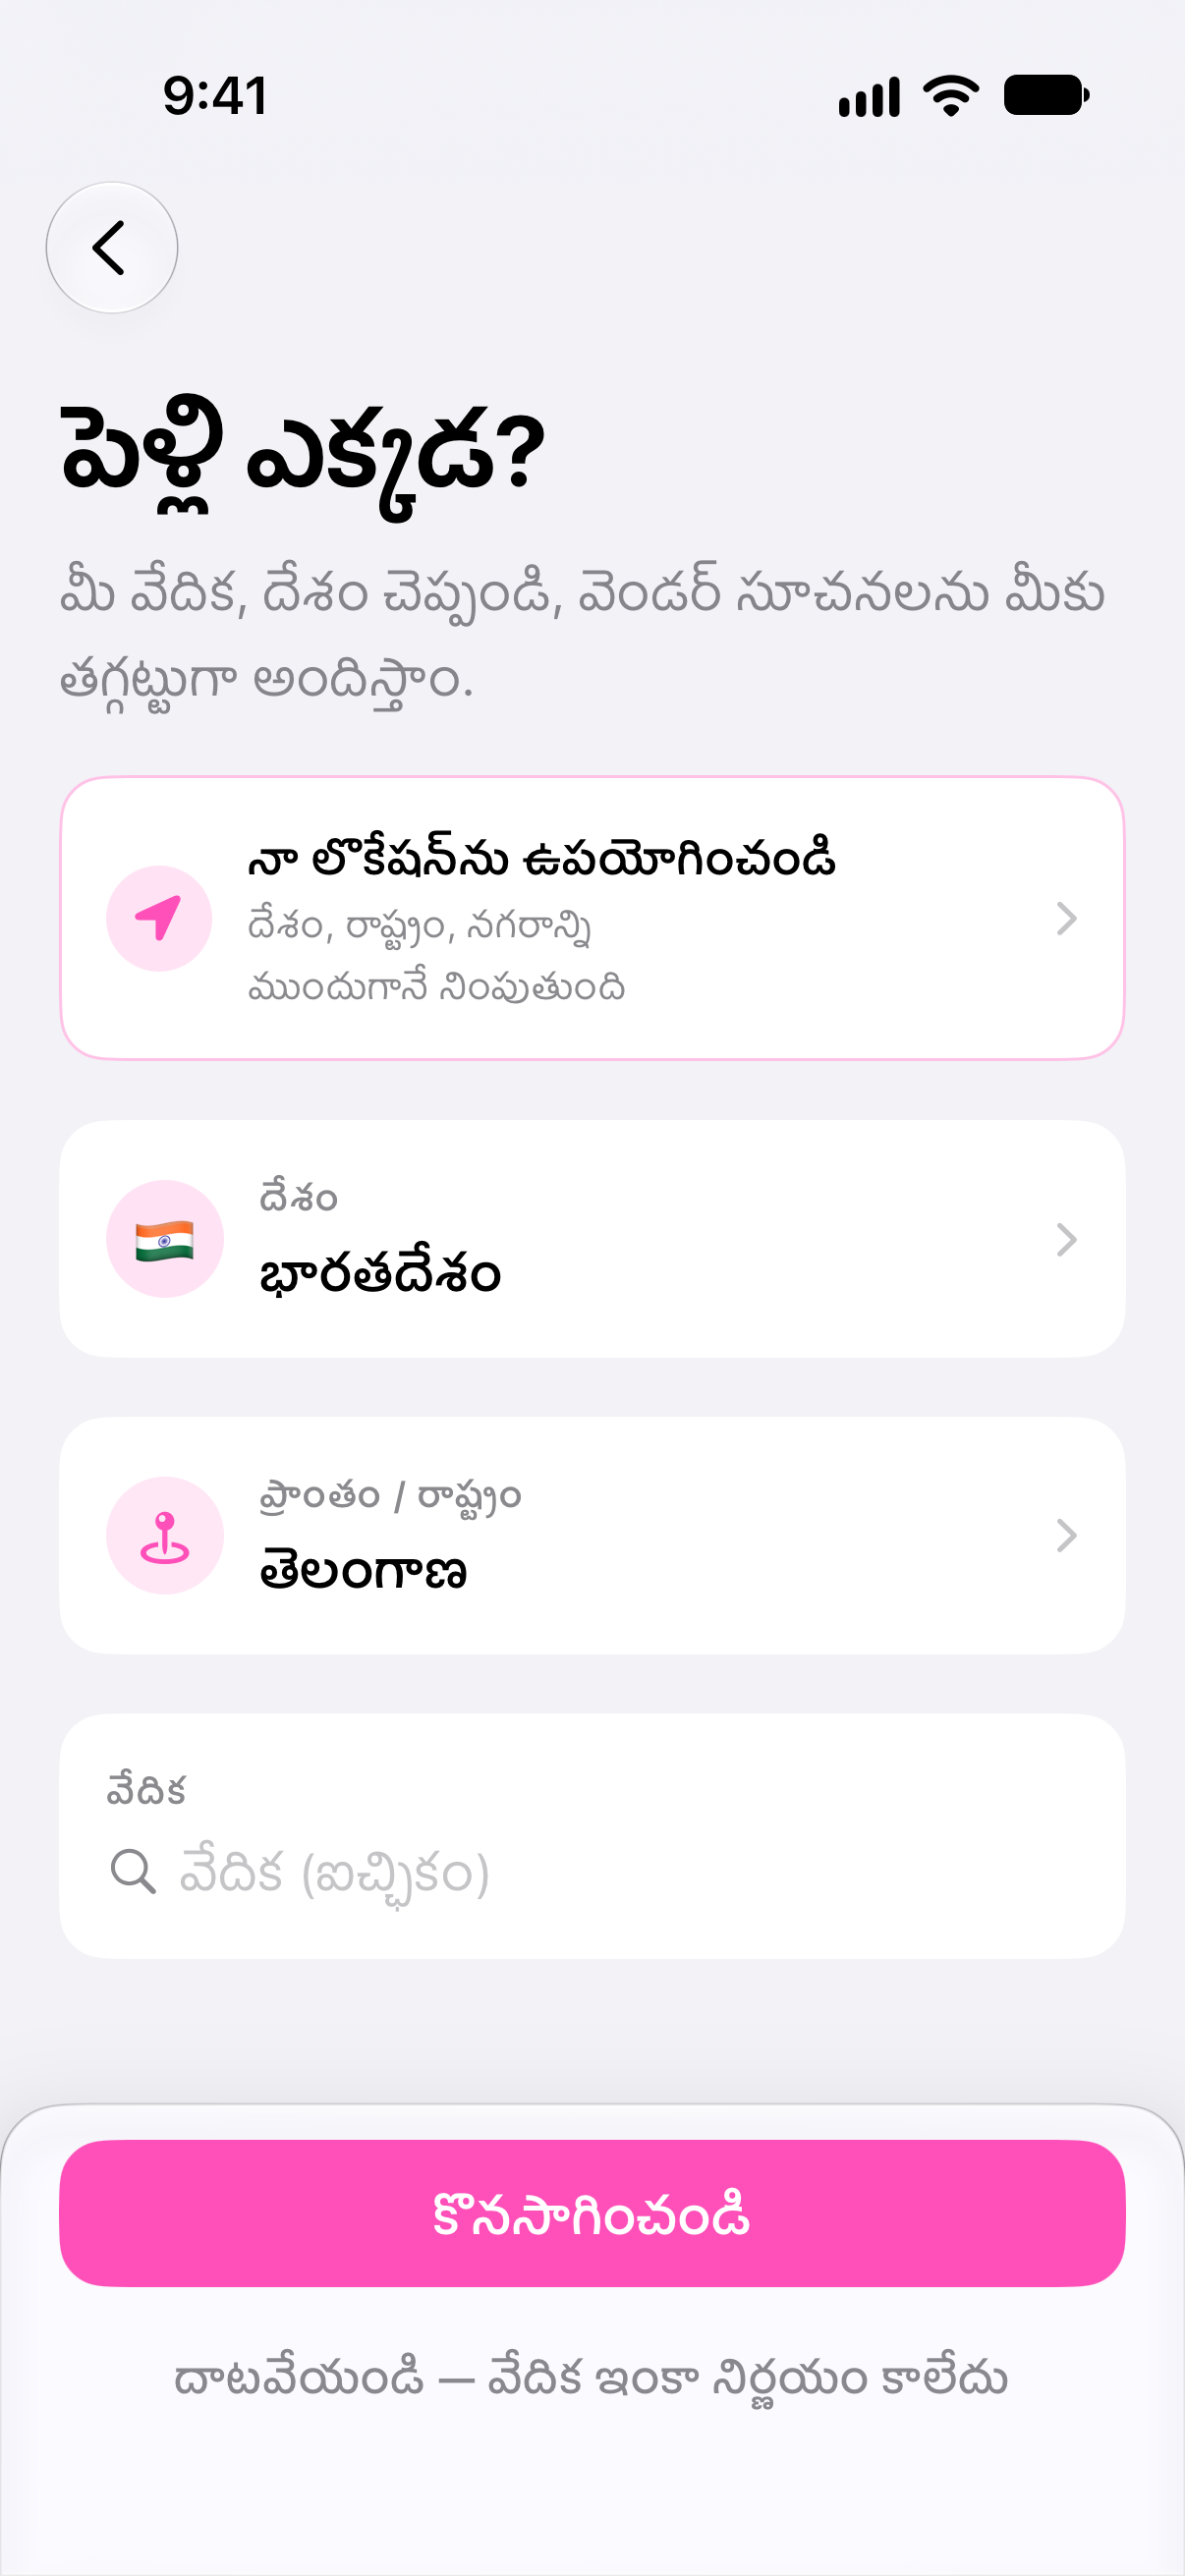 9:41
పెళ్లి ఎక్కడ?
మీ వేదిక, దేశం చెప్పండి, వెండర్ సూచనలను మీకు
తగ్గట్టుగా అందిస్తాం.
నా లొకేషన్‌ను ఉపయోగించండి
దేశం, రాష్ట్రం, నగరాన్ని
ముందుగానే నింపుతుంది
దేశం
భారతదేశం
ప్రాంతం / రాష్ట్రం
తెలంగాణ
వేదిక
వేదిక (ఐచ్ఛికం)
కొనసాగించండి
దాటవేయండి — వేదిక ఇంకా నిర్ణయం కాలేదు